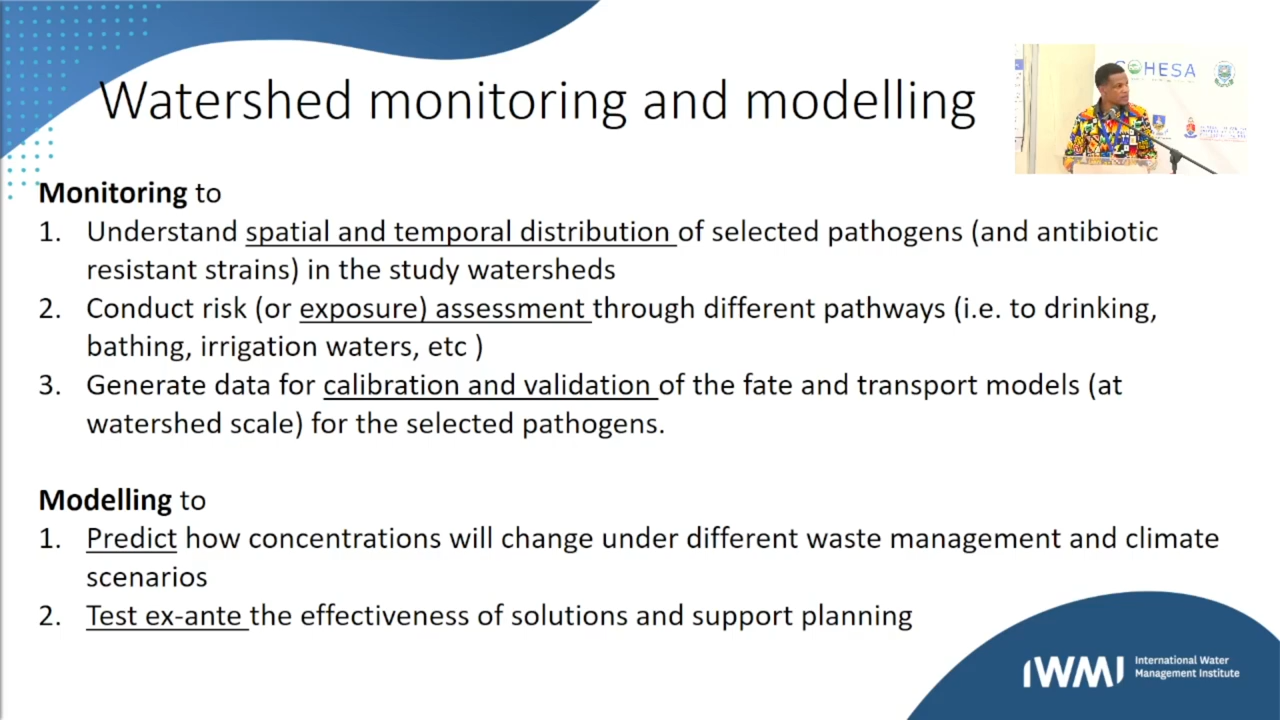 Watershed monitoring and modelling
COHESA
Monitoring to
1. Understand spatial and temporal distribution of selected pathogens (and antibiotic
resistant strains) in the study watersheds
2. Conduct risk (or exposure) assessment through different pathways (i.e. to drinking,
bathing, irrigation waters, etc )
3. Generate data for calibration and validation of the fate and transport models (at
watershed scale) for the selected pathogens.
Modelling to
1. Predict how concentrations will change under different waste management and climate
scenarios
2. Test ex-ante the effectiveness of solutions and support planning
IWMI
International Water
Management Institute